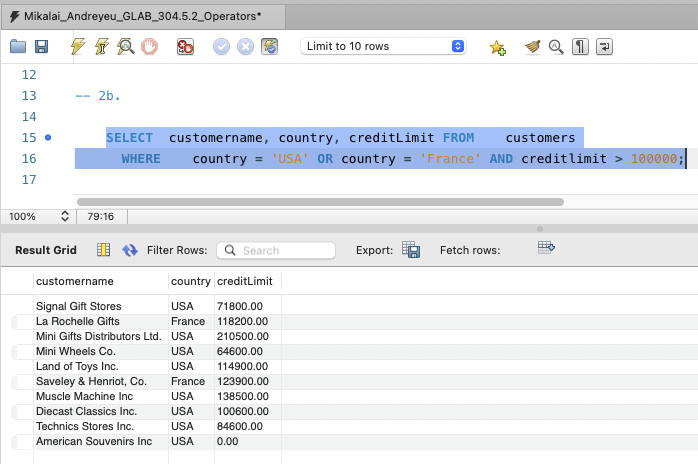 Mikalai_Andreyeu_GLAB_304.5.2_Operators*
Limit to 10 rows
12
13 -- 2b.
14
15 SELECT customername, country, creditLimit FROM customers
16 WHERE country = 'USA' OR country = 'France' AND creditlimit > 100000;
17
100% 79:16
Result Grid Filter Rows: Search Export: Fetch rows:
customername country creditLimit
Signal Gift Stores USA 71800.00
La Rochelle Gifts France 118200.00
Mini Gifts Distributors Ltd. USA 210500.00
Mini Wheels Co. USA 64600.00
Land of Toys Inc. USA 114900.00
Saveley & Henriot, Co. France 123900.00
Muscle Machine Inc USA 138500.00
Diecast Classics Inc. USA 100600.00
Technics Stores Inc. USA 84600.00
American Souvenirs Inc USA 0.00